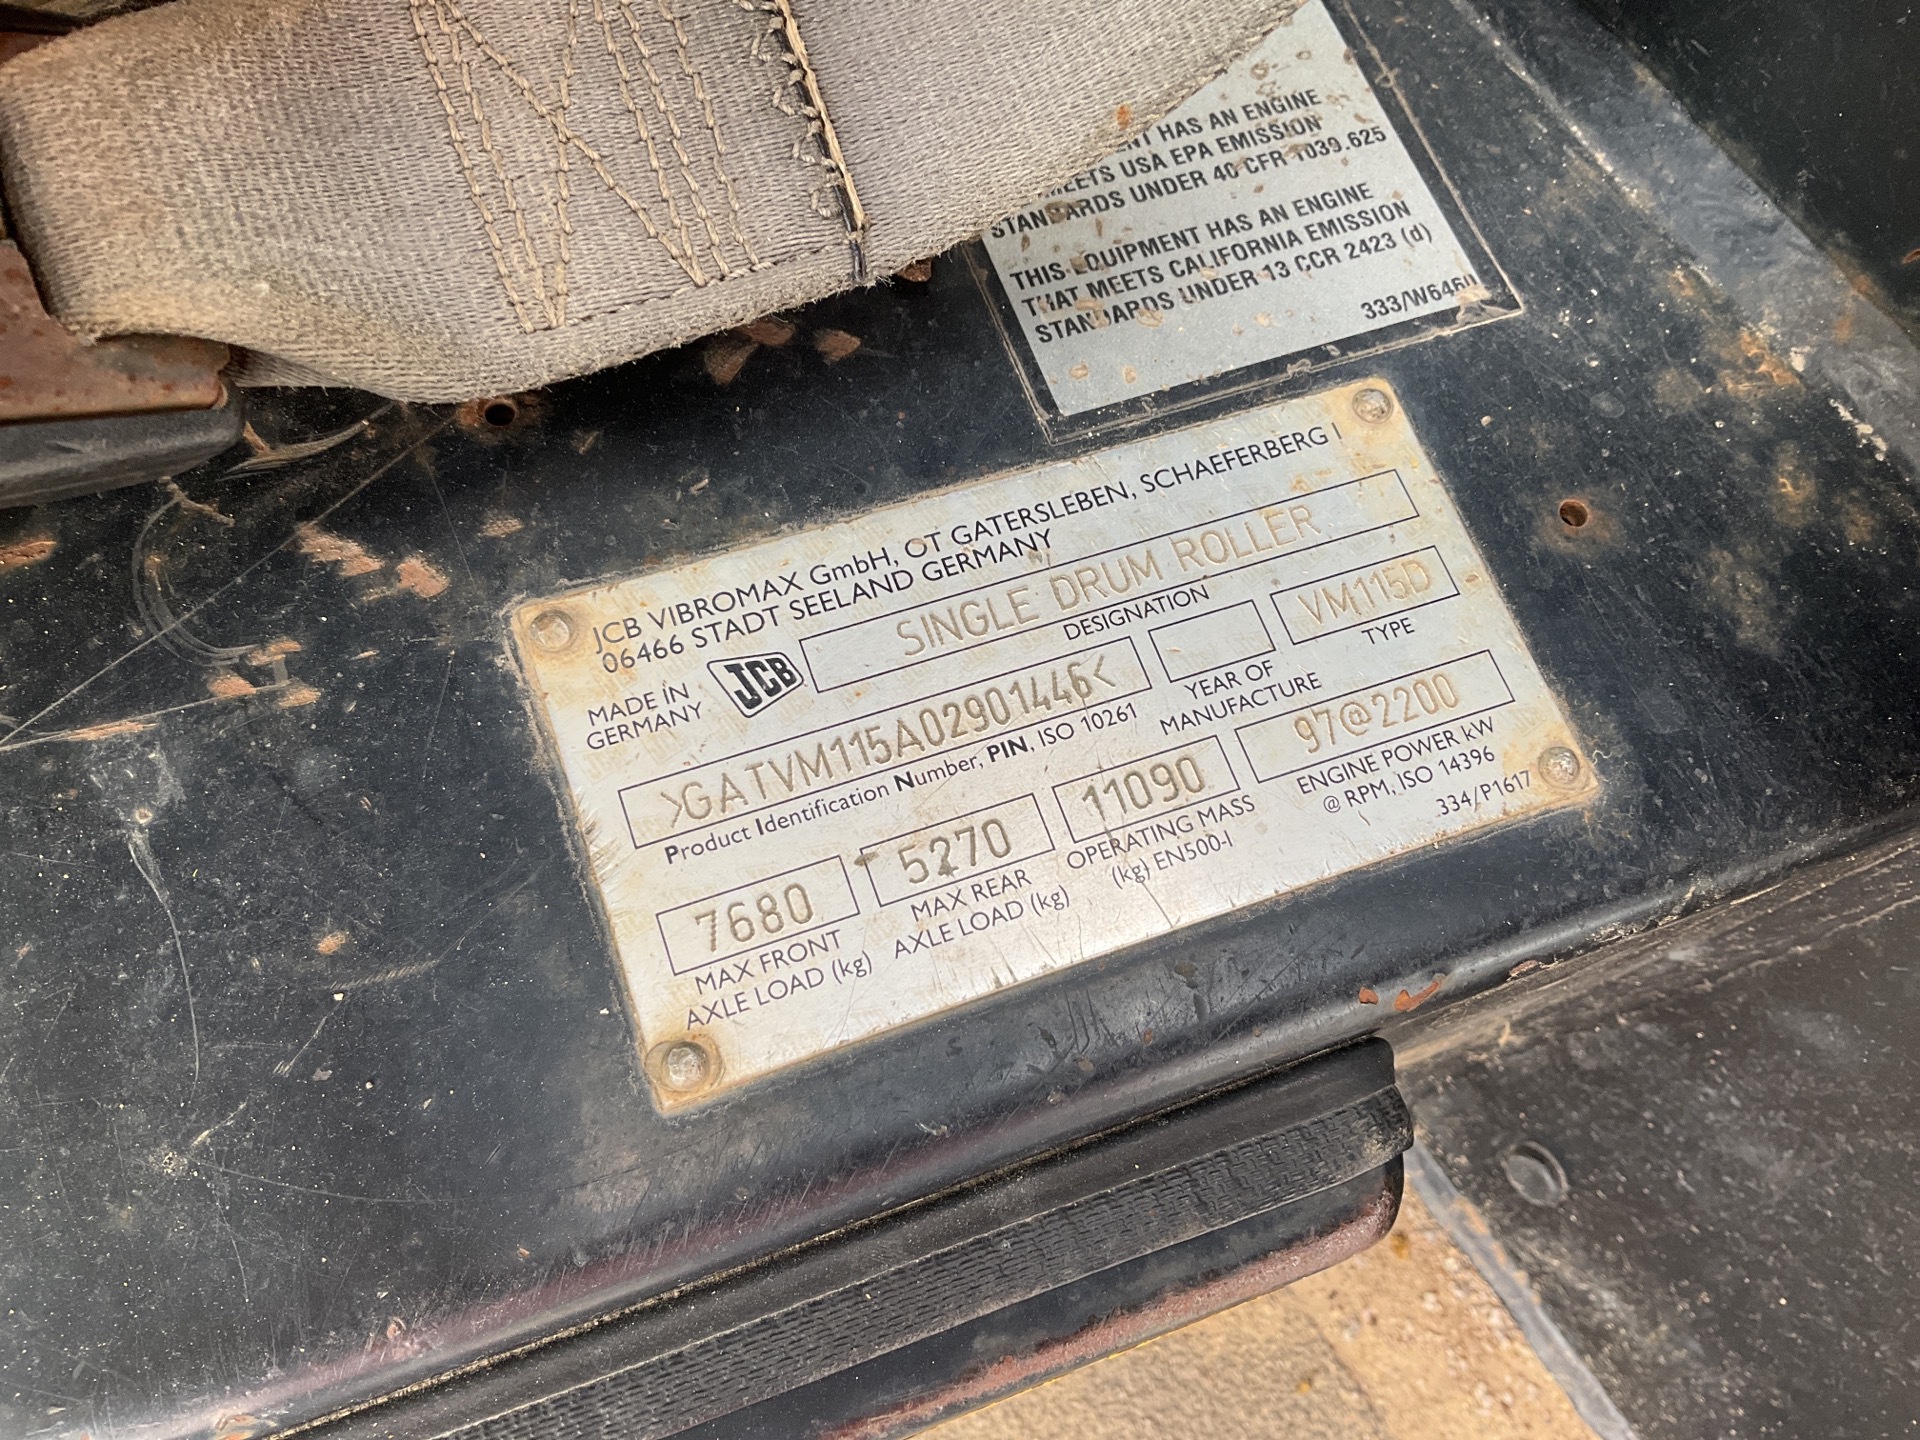 HAS AN ENGINE
USA EPA EMISSION
STANDARDS UNDER 40 CFR 1039.625
THIS EQUIPMENT HAS AN ENGINE
THAT MEETS CALIFORNIA EMISSION
STANDARDS UNDER 13 CCR 2423 (d)
JCB VIBROMAX GmbH, OT GATERSLEBEN, SCHAEFERBERG I
06466 STADT SEELAND GERMANY
MADE IN
GERMANY
JCB
SINGLE DRUM ROLLER
DESIGNATION
>GATVM115A02901446<
Product Identification Number, PIN, ISO 10261
YEAR OF
MANUFACTURE
VM115D
TYPE
7680
MAX FRONT
AXLE LOAD (kg)
5270
MAX REAR
AXLE LOAD (kg)
11090
OPERATING MASS
(kg) EN500-I
97@2200
ENGINE POWER kW
@ RPM, ISO 14396
334/P1617